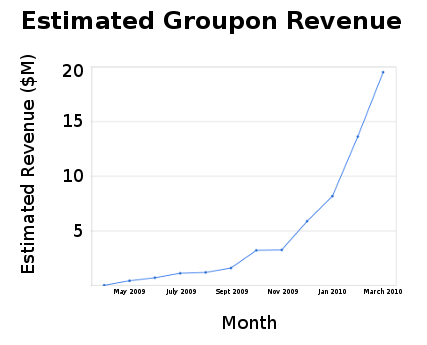 Estimated Groupon Revenue
Estimated Revenue ($M)
20
15
10
5
May 2009 July 2009 Sept 2009 Nov 2009 Jan 2010 March 2010
Month